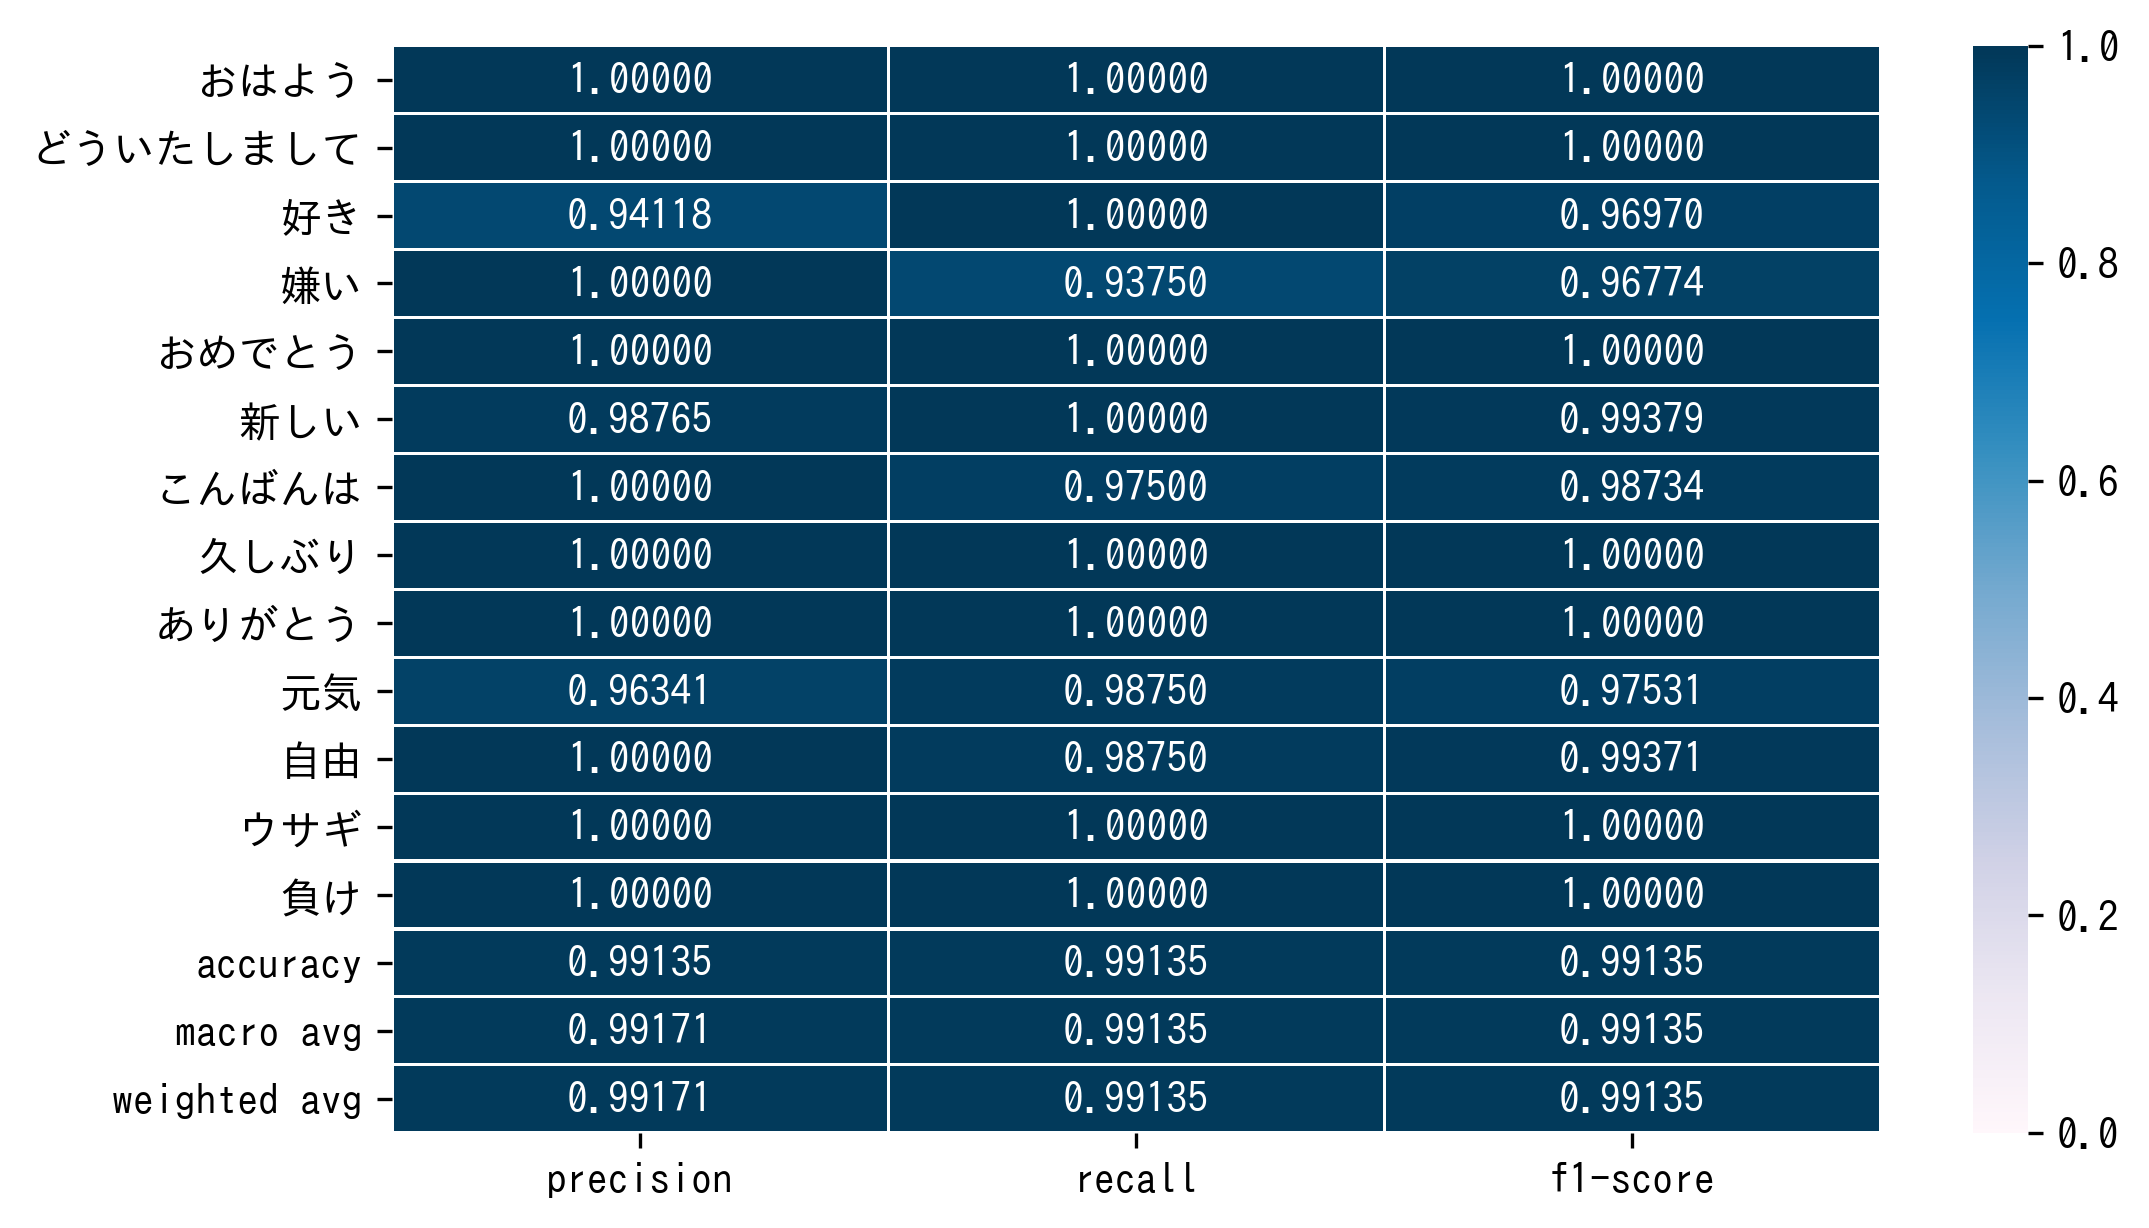 おはよう 1.00000 1.00000 1.00000
どういたしまして 1.00000 1.00000 1.00000
好き 0.94118 1.00000 0.96970
嫌い 1.00000 0.93750 0.96774
おめでとう 1.00000 1.00000 1.00000
新しい 0.98765 1.00000 0.99379
こんばんは 1.00000 0.97500 0.98734
久しぶり 1.00000 1.00000 1.00000
ありがとう 1.00000 1.00000 1.00000
元気 0.96341 0.98750 0.97531
自由 1.00000 0.98750 0.99371
ウサギ 1.00000 1.00000 1.00000
負け 1.00000 1.00000 1.00000
accuracy 0.99135 0.99135 0.99135
macro avg 0.99171 0.99135 0.99135
weighted avg 0.99171 0.99135 0.99135
precision recall f1-score
1.0
0.8
0.6
0.4
0.2
0.0